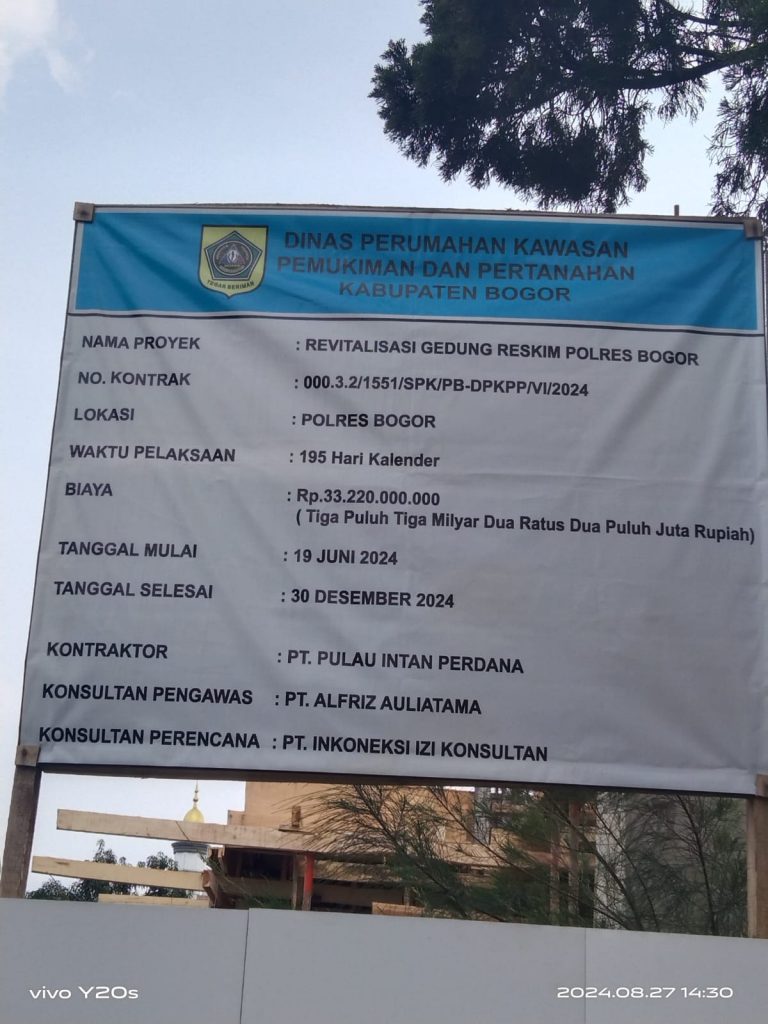 DINAS PERUMAHAN KAWASAN
PEMUKIMAN DAN PERTANAHAN
KABUPATEN BOGOR
TEGAR BERIMAN
NAMA PROYEK : REVITALISASI GEDUNG RESKIM POLRES BOGOR
NO. KONTRAK : 000.3.2/1551/SPK/PB-DPKPP/VI/2024
LOKASI : POLRES BOGOR
WAKTU PELAKSAAN : 195 Hari Kalender
BIAYA : Rp.33.220.000.000
( Tiga Puluh Tiga Milyar Dua Ratus Dua Puluh Juta Rupiah)
TANGGAL MULAI : 19 JUNI 2024
TANGGAL SELESAI : 30 DESEMBER 2024
KONTRAKTOR : PT. PULAU INTAN PERDANA
KONSULTAN PENGAWAS : PT. ALFRIZ AULIATAMA
KONSULTAN PERENCANA : PT. INKONEKSI IZI KONSULTAN
vivo Y20s
2024.08.27 14:30